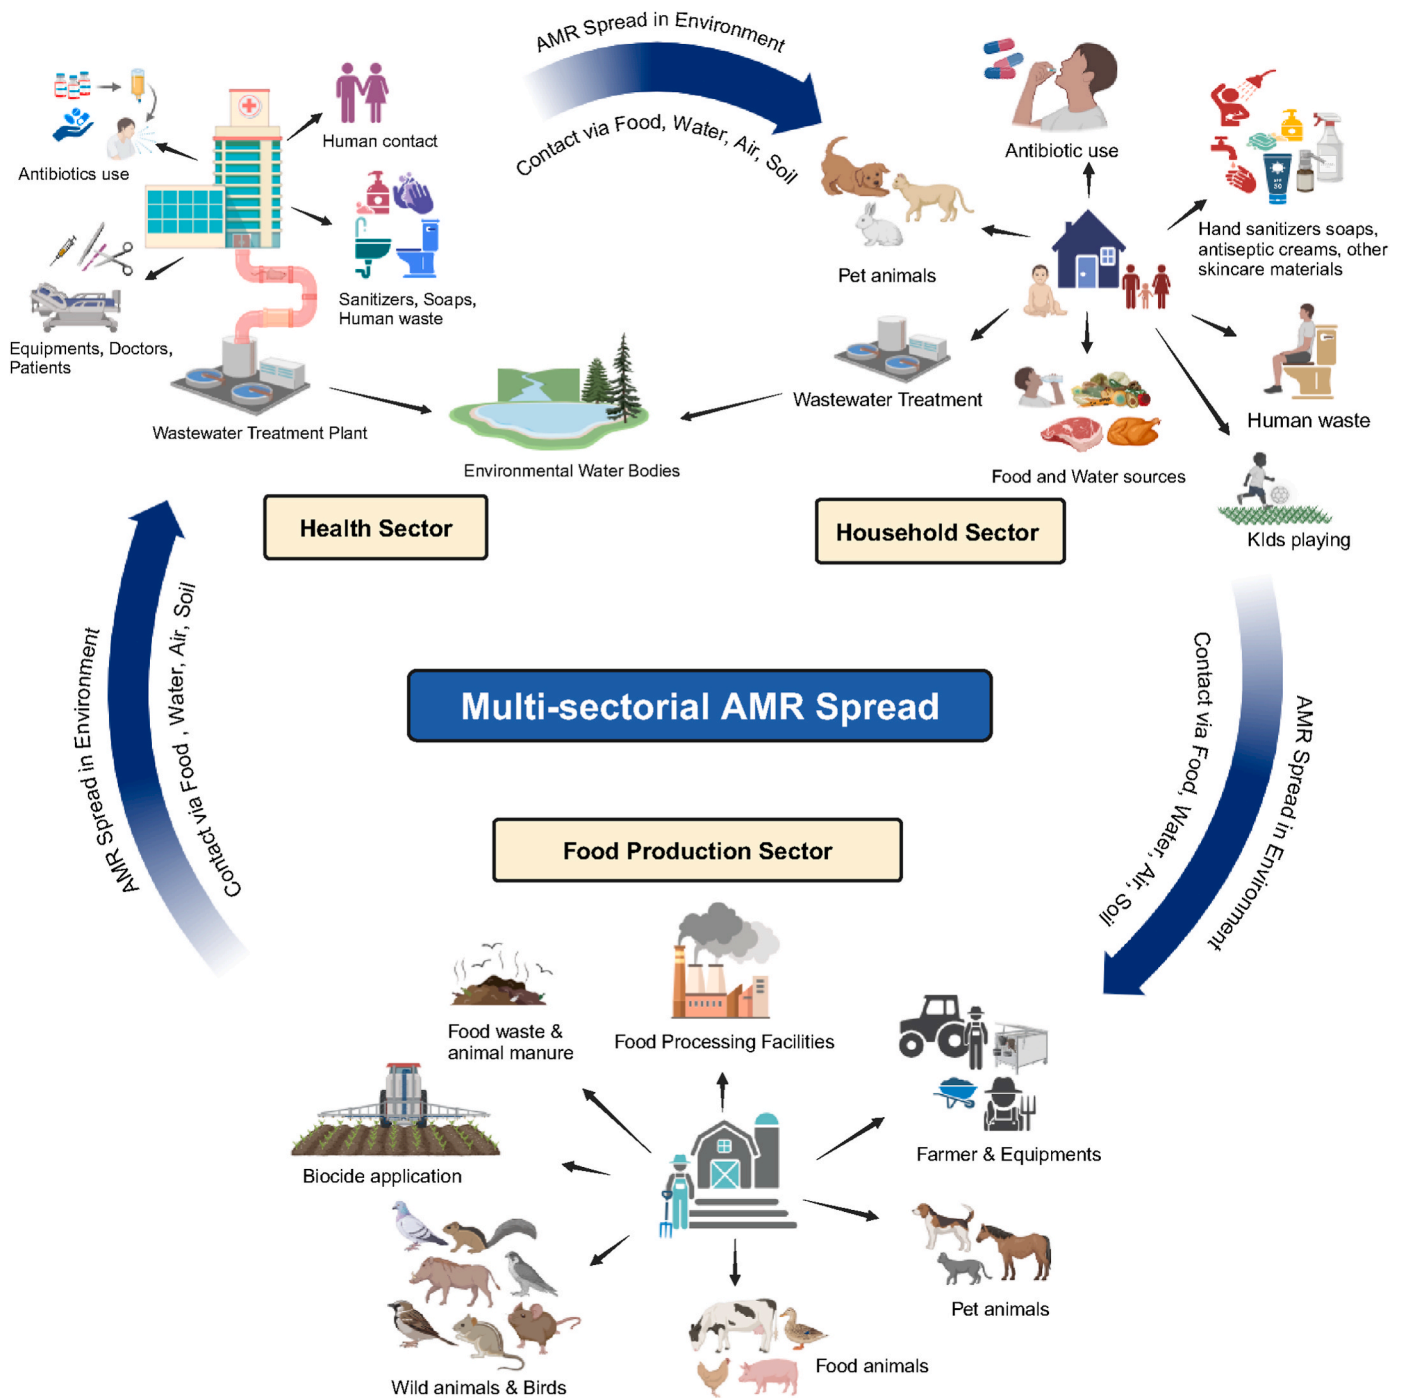 AMR Spread in Environment
Contact via Food, Water, Air, Soil
Antibiotics use
Human contact
Equipments, Doctors,
Patients
Sanitizers, Soaps,
Human waste
Wastewater Treatment Plant
Environmental Water Bodies
Health Sector
Antibiotic use
Pet animals
Hand sanitizers soaps,
antiseptic creams, other
skincare materials
SPF
50
Wastewater Treatment
Food and Water sources
Human waste
KIds playing
Household Sector
AMR Spread in Environment
Contact via Food , Water, Air, Soil
Multi-sectorial AMR Spread
Contact via Food, Water, Air, Soil
AMR Spread in Environment
Food Production Sector
Food waste &
animal manure
Food Processing Facilities
Farmer & Equipments
Biocide application
Pet animals
Wild animals & Birds
Food animals